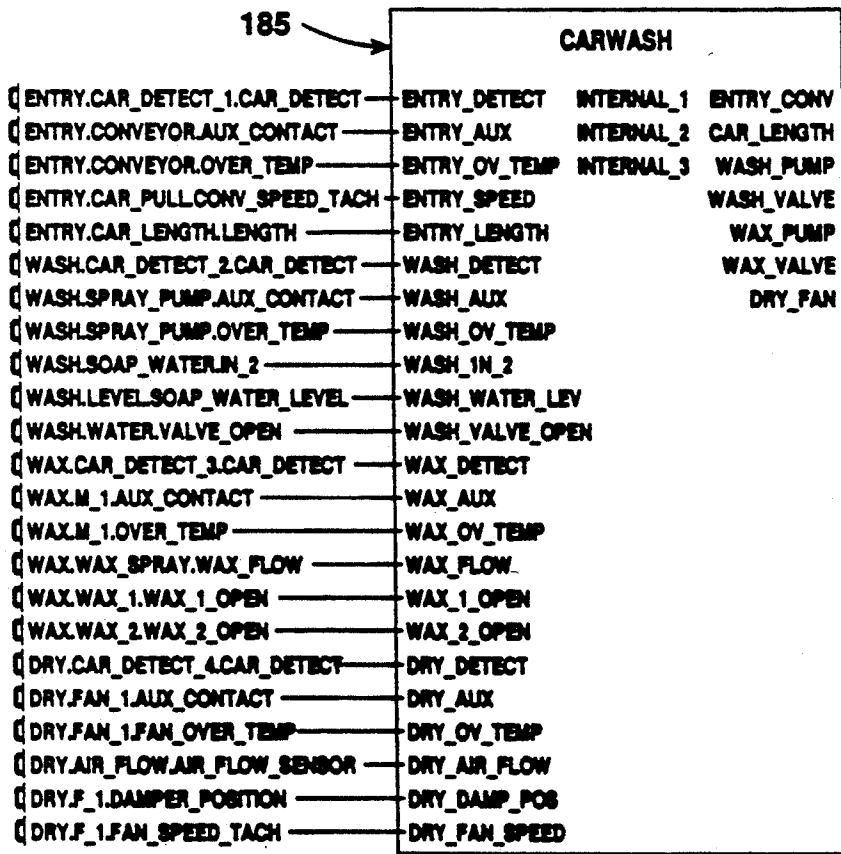 185
CARWASH
ENTRY.CAR_DETECT_1.CAR_DETECT ENTRY_DETECT INTERNAL_1 ENTRY_CONV
ENTRY.CONVEYOR.AUX_CONTACT ENTRY_AUX INTERNAL_2 CAR_LENGTH
ENTRY.CONVEYOR.OVER_TEMP ENTRY_OV_TEMP INTERNAL_3 WASH_PUMP
ENTRY.CAR_PULL.CONV_SPEED_TACH ENTRY_SPEED WASH_VALVE
ENTRY.CAR_LENGTH.LENGTH ENTRY_LENGTH WAX_PUMP
WASH.CAR_DETECT_2.CAR_DETECT WASH_DETECT WAX_VALVE
WASH.SPRAY_PUMP.AUX_CONTACT WASH_AUX DRY_FAN
WASH.SPRAY_PUMP.OVER_TEMP WASH_OV_TEMP
WASH.SOAP_WATER.IN_2 WASH_1N_2
WASH.LEVEL.SOAP_WATER_LEVEL WASH_WATER_LEV
WASH.WATER.VALVE_OPEN WASH_VALVE_OPEN
WAX.CAR_DETECT_3.CAR_DETECT WAX_DETECT
WAX.M_1.AUX_CONTACT WAX_AUX
WAX.M_1.OVER_TEMP WAX_OV_TEMP
WAX.WAX_SPRAY.WAX_FLOW WAX_FLOW
WAX.WAX_1.WAX_1_OPEN WAX_1_OPEN
WAX.WAX_2.WAX_2_OPEN WAX_2_OPEN
DRY.CAR_DETECT_4.CAR_DETECT DRY_DETECT
DRY.FAN_1.AUX_CONTACT DRY_AUX
DRY.FAN_1.FAN_OVER_TEMP DRY_OV_TEMP
DRY.AIR_FLOW.AIR_FLOW_SENSOR DRY_AIR_FLOW
DRY.F_1.DAMPER_POSITION DRY_DAMP_POS
DRY.F_1.FAN_SPEED_TACH DRY_FAN_SPEED